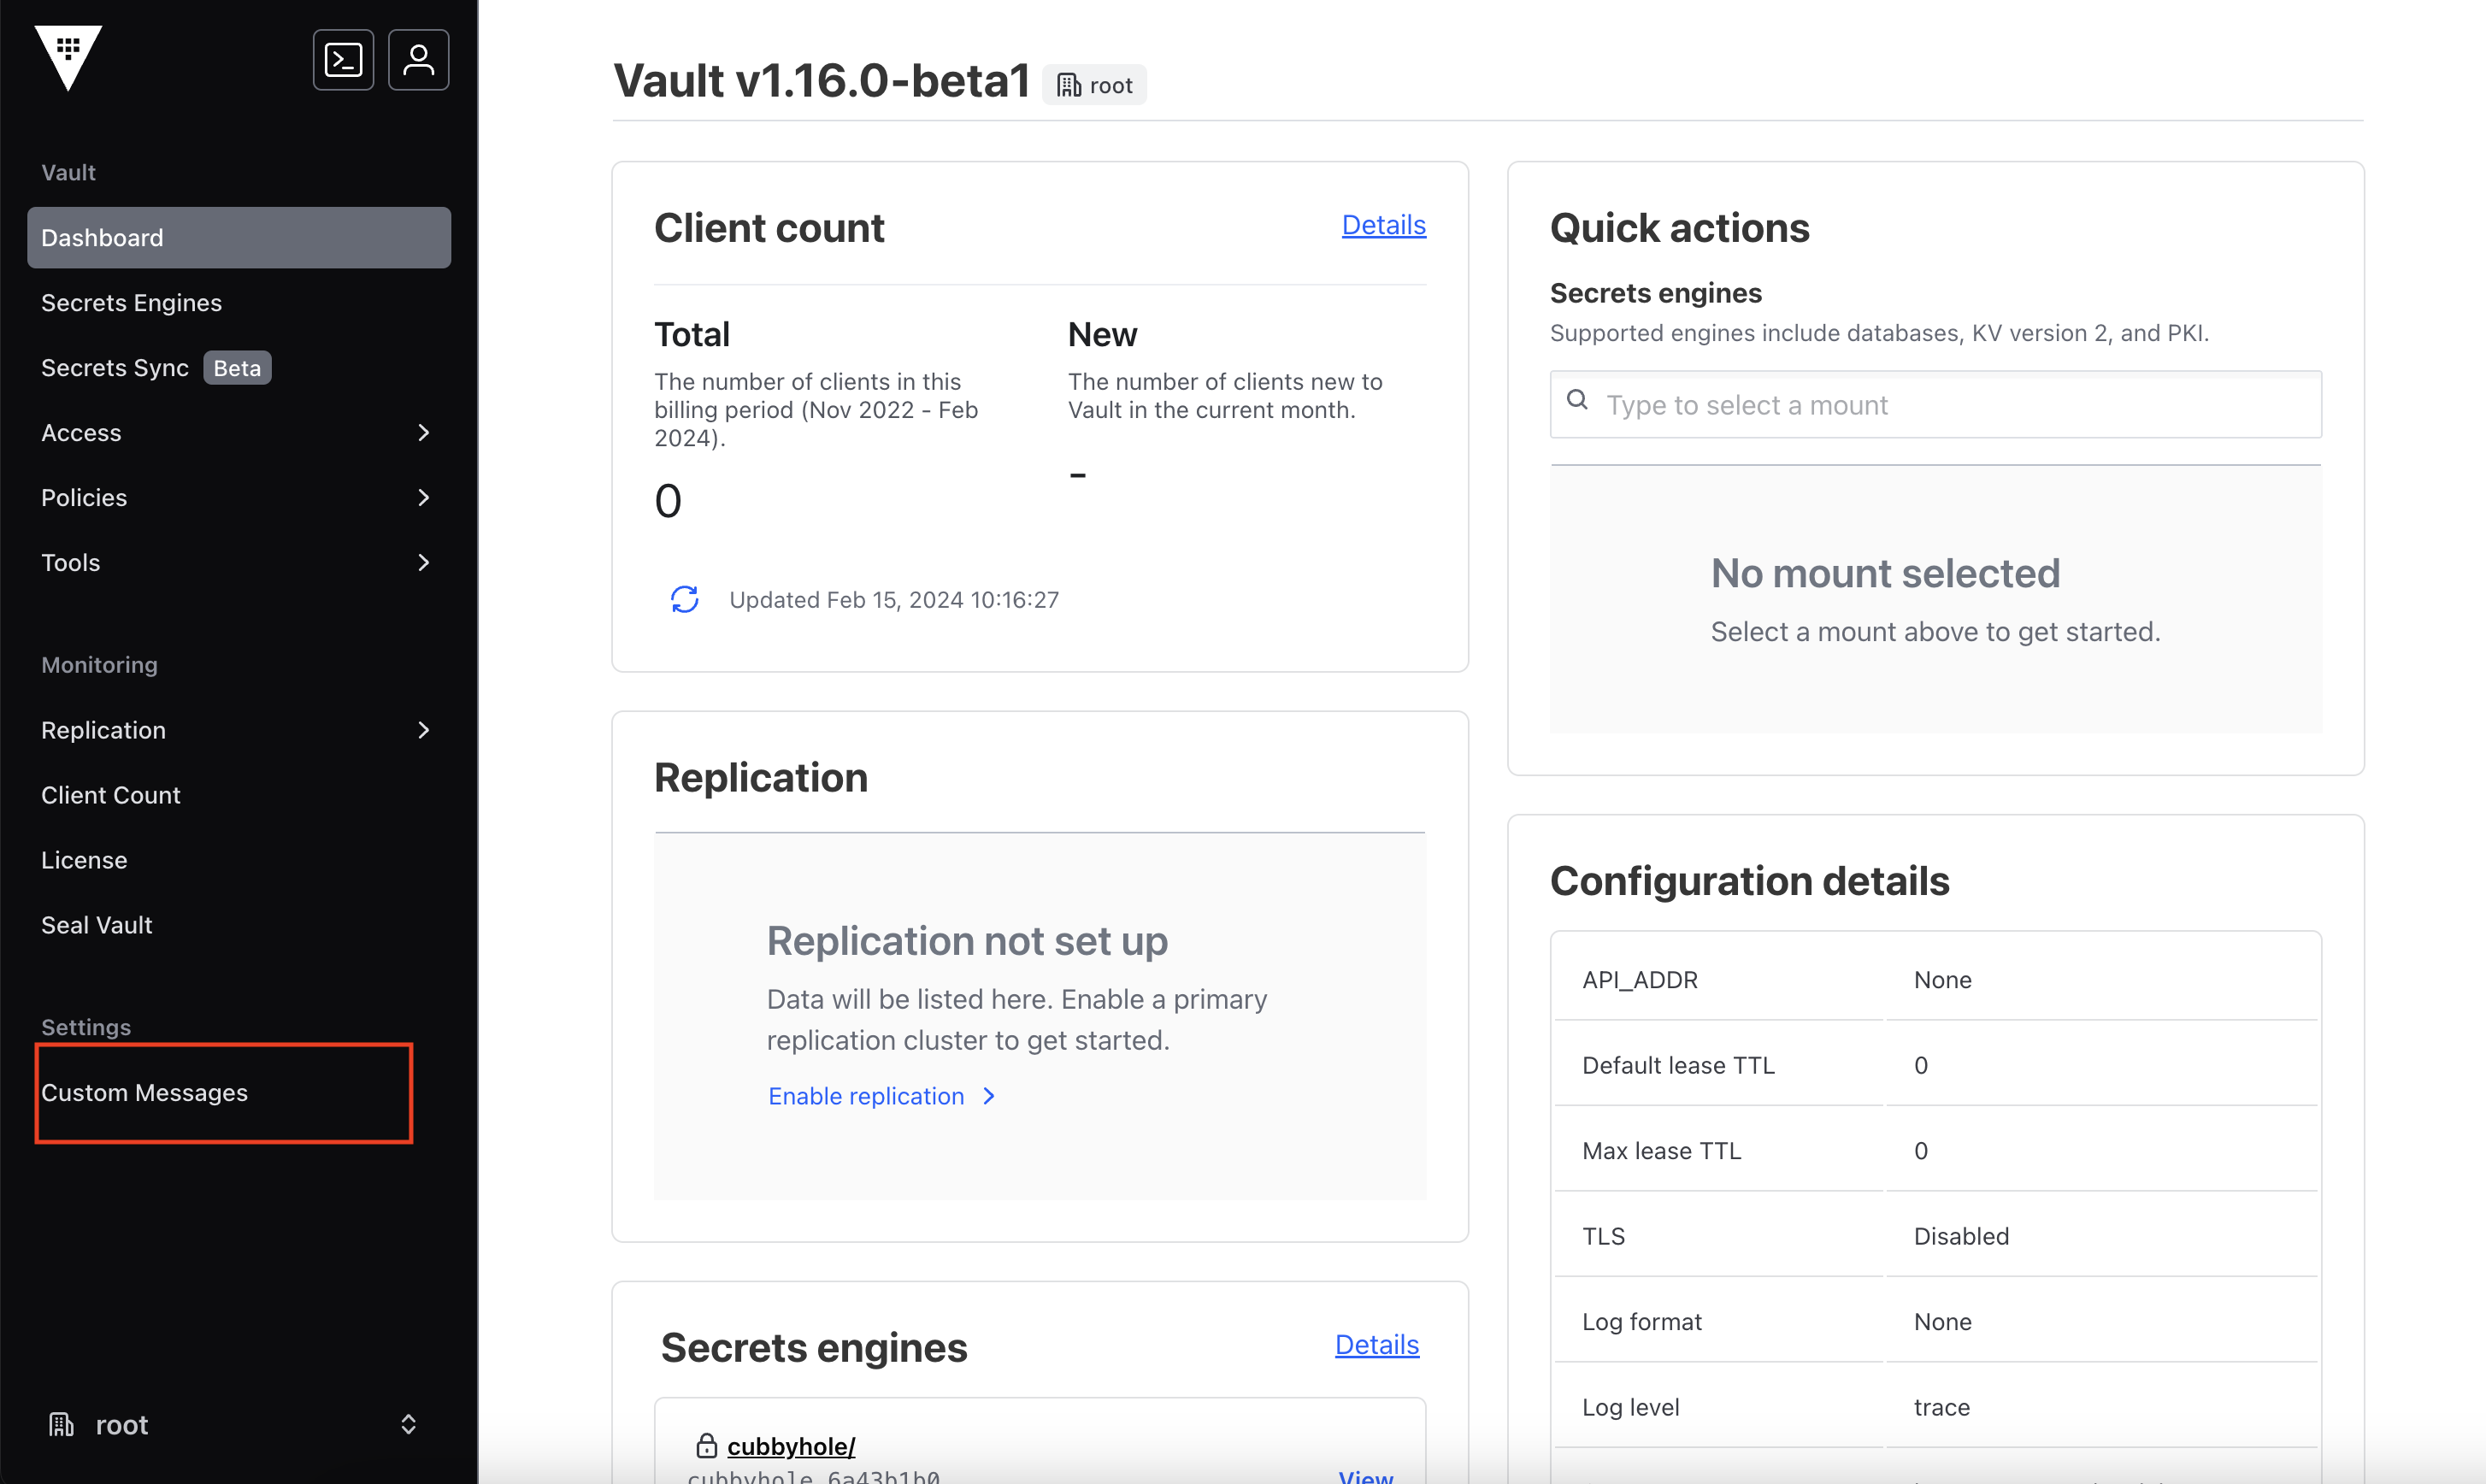 Vault
Dashboard
Secrets Engines
Secrets Sync Beta
Access
Policies
Tools
Monitoring
Replication
Client Count
License
Seal Vault
Settings
Custom Messages
root
Vault v1.16.0-beta1 root
Client count Details
Total
The number of clients in this
billing period (Nov 2022 - Feb
2024).
0
New
The number of clients new to
Vault in the current month.
-
Updated Feb 15, 2024 10:16:27
Replication
Replication not set up
Data will be listed here. Enable a primary
replication cluster to get started.
Enable replication
Secrets engines Details
cubbyhole/
cubbyhole_6a43b1b0
View
Quick actions
Secrets engines
Supported engines include databases, KV version 2, and PKI.
Type to select a mount
No mount selected
Select a mount above to get started.
Configuration details
API_ADDR None
Default lease TTL 0
Max lease TTL 0
TLS Disabled
Log format None
Log level trace